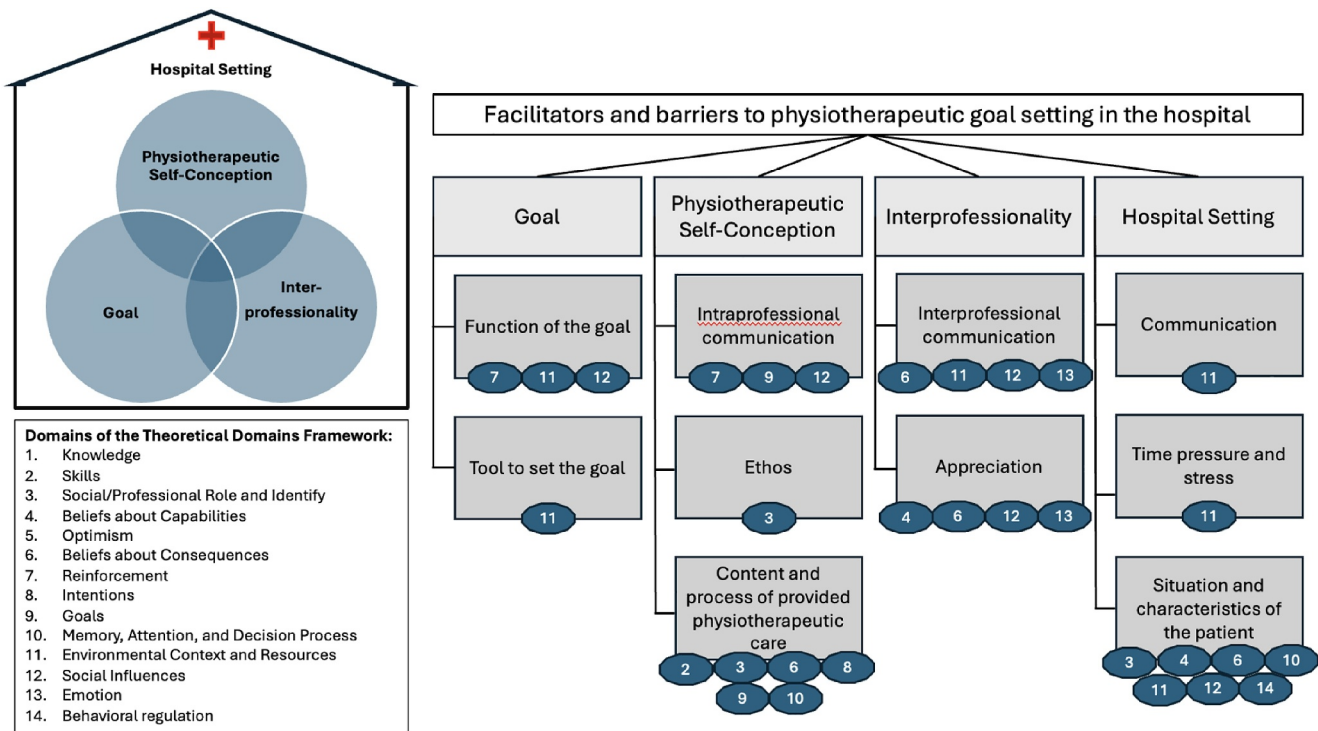 Hospital Setting
Physiotherapeutic
Self-Conception
Goal
Inter-
professionality
Domains of the Theoretical Domains Framework:
1. Knowledge
2. Skills
3. Social/Professional Role and Identify
4. Beliefs about Capabilities
5. Optimism
6. Beliefs about Consequences
7. Reinforcement
8. Intentions
9. Goals
10. Memory, Attention, and Decision Process
11. Environmental Context and Resources
12. Social Influences
13. Emotion
14. Behavioral regulation
Facilitators and barriers to physiotherapeutic goal setting in the hospital
Goal
Function of the goal
7 11 12
Tool to set the goal
11
Physiotherapeutic
Self-Conception
Intraprofessional
communication
7 9 12
Ethos
3
Content and
process of provided
physiotherapeutic
care
2 3 6 8
9 10
Interprofessionality
Interprofessional
communication
6 11 12 13
Appreciation
4 6 12 13
Hospital Setting
Communication
11
Time pressure and
stress
11
Situation and
characteristics of
the patient
3 4 6 10
11 12 14